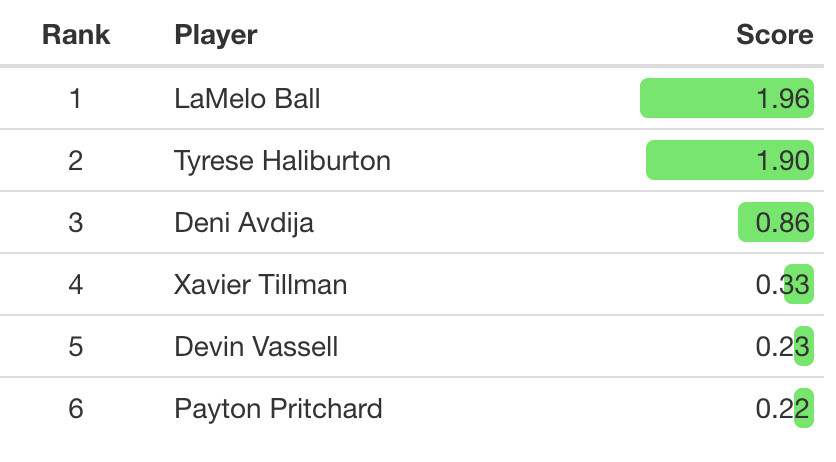 Rank Player Score
1 LaMelo Ball 1.96
2 Tyrese Haliburton 1.90
3 Deni Avdija 0.86
4 Xavier Tillman 0.33
5 Devin Vassell 0.23
6 Payton Pritchard 0.22